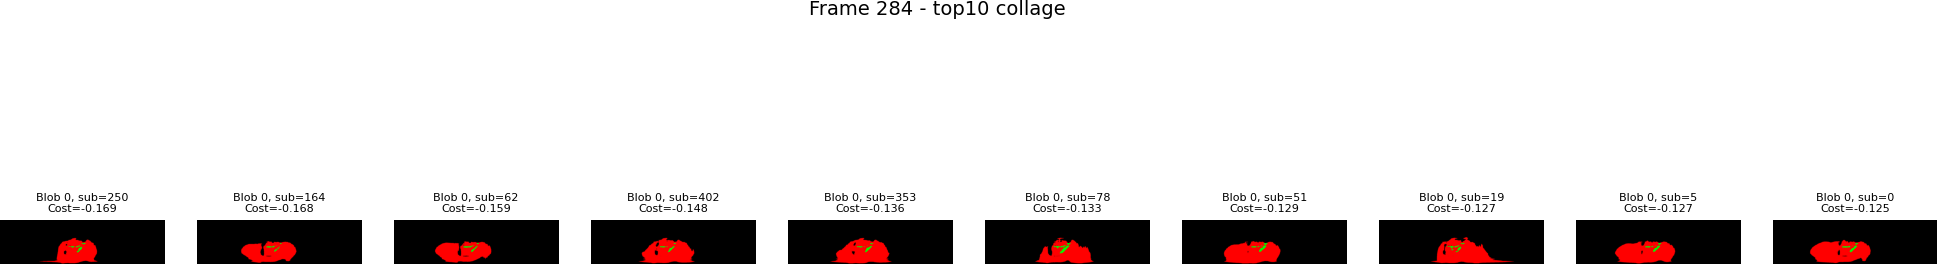 Frame 284 - top10 collage
Blob 0, sub=250
Cost=-0.169
Blob 0, sub=164
Cost=-0.168
Blob 0, sub=62
Cost=-0.159
Blob 0, sub=402
Cost=-0.148
Blob 0, sub=353
Cost=-0.136
Blob 0, sub=78
Cost=-0.133
Blob 0, sub=51
Cost=-0.129
Blob 0, sub=19
Cost=-0.127
Blob 0, sub=5
Cost=-0.127
Blob 0, sub=0
Cost=-0.125